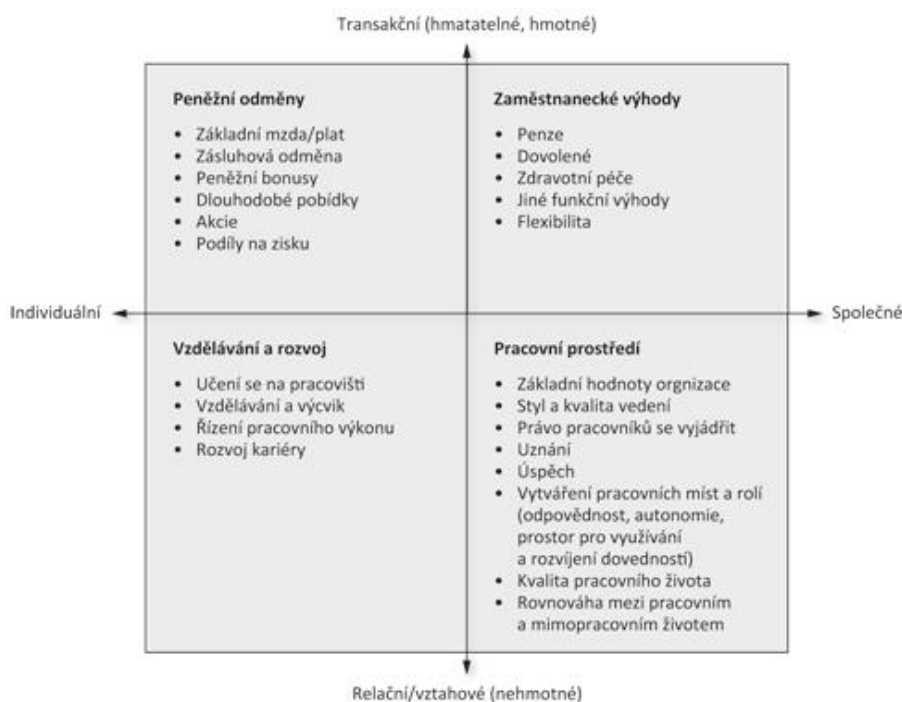 Transakční (hmatatelné, hmotné)
Peněžní odměny
• Základní mzda/plat
• Zásluhová odměna
• Peněžní bonusy
• Dlouhodobé pobídky
• Akcie
• Podíly na zisku
Zaměstnanecké výhody
• Penze
• Dovolené
• Zdravotní péče
• Jiné funkční výhody
• Flexibilita
Individuální
Společné
Vzdělávání a rozvoj
• Učení se na pracovišti
• Vzdělávání a výcvik
• Řízení pracovního výkonu
• Rozvoj kariéry
Pracovní prostředí
• Základní hodnoty orgnizace
• Styl a kvalita vedení
• Právo pracovníků se vyjádřit
• Uznání
• Úspěch
• Vytváření pracovních míst a rolí
(odpovědnost, autonomie,
prostor pro využívání
a rozvíjení dovedností)
• Kvalita pracovního života
• Rovnováha mezi pracovním
a mimopracovním životem
Relační/vztahové (nehmotné)